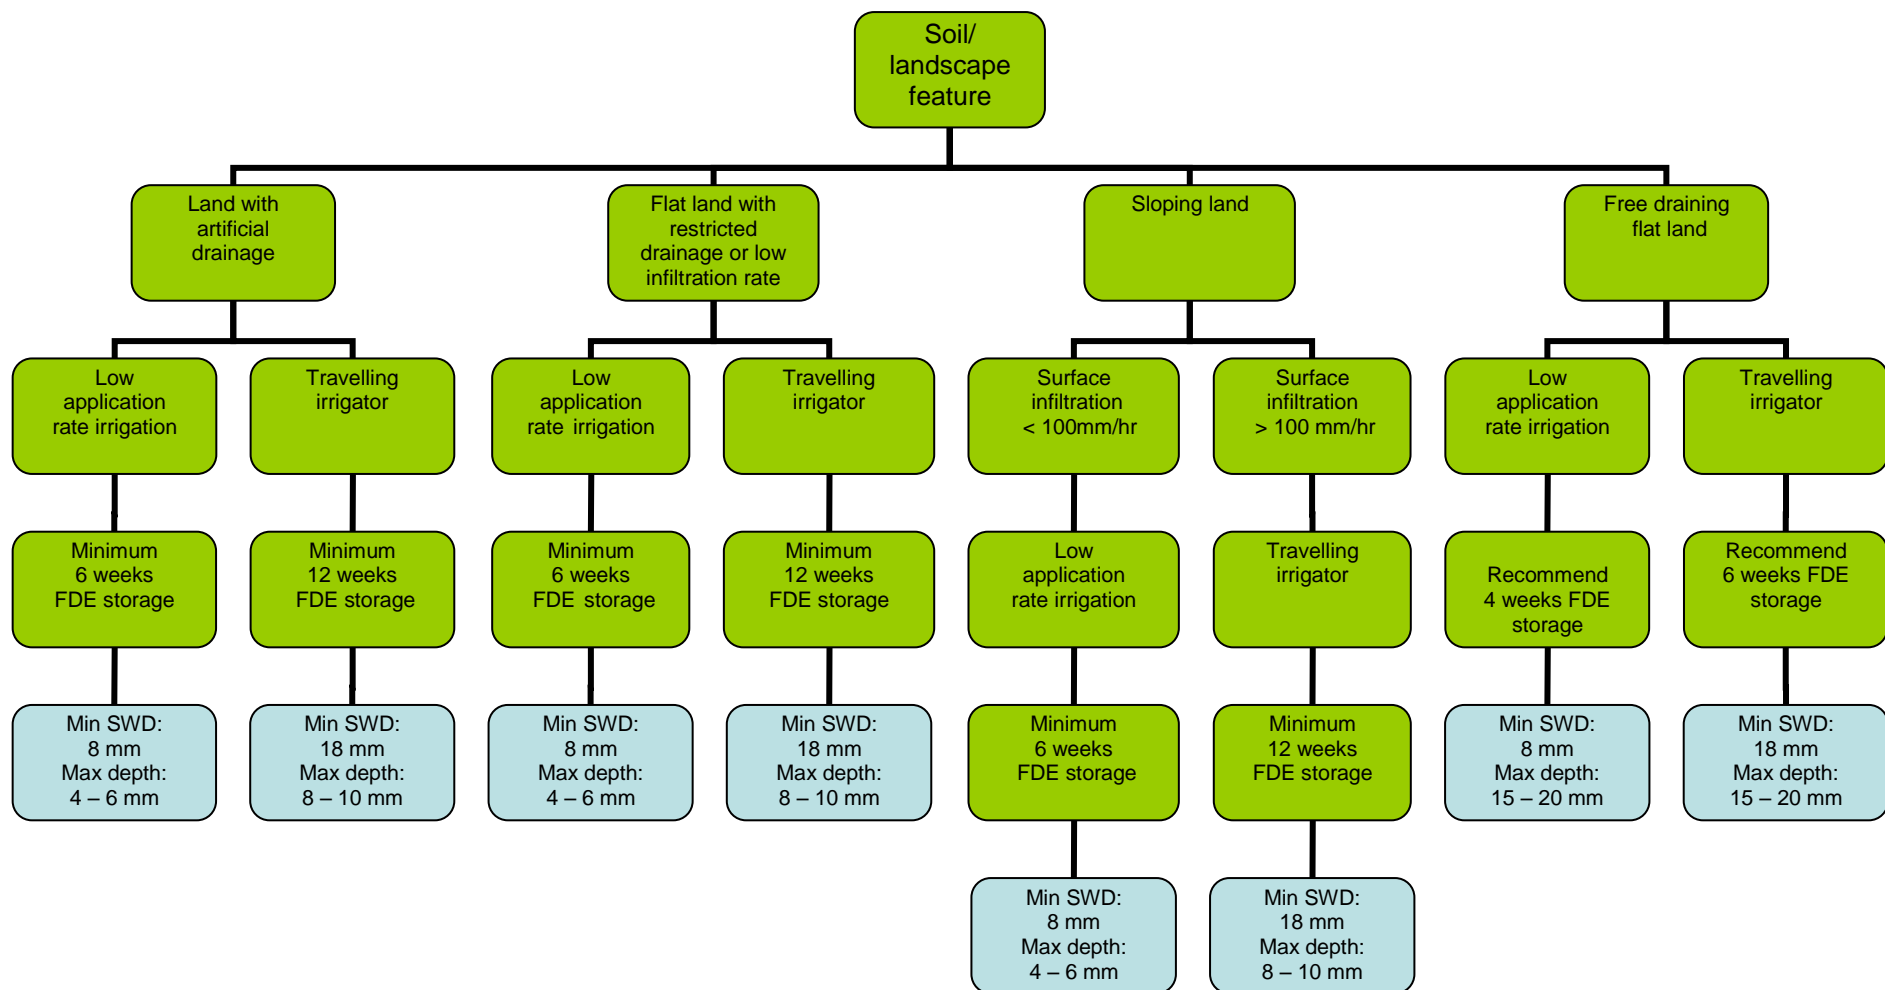 Soil/
landscape
feature
Land with
artificial
drainage
Flat land with
restricted
drainage or low
infiltration rate
Sloping land
Free draining
flat land
Low
application
rate irrigation
Travelling
irrigator
Low
application
rate irrigation
Travelling
irrigator
Surface
infiltration
< 100mm/hr
Surface
infiltration
> 100 mm/hr
Low
application
rate irrigation
Travelling
irrigator
Minimum
6 weeks
FDE storage
Minimum
12 weeks
FDE storage
Minimum
6 weeks
FDE storage
Minimum
12 weeks
FDE storage
Low
application
rate irrigation
Travelling
irrigator
Recommend
4 weeks FDE
storage
Recommend
6 weeks FDE
storage
Min SWD:
8 mm
Max depth:
4 – 6 mm
Min SWD:
18 mm
Max depth:
8 – 10 mm
Min SWD:
8 mm
Max depth:
4 – 6 mm
Min SWD:
18 mm
Max depth:
8 – 10 mm
Minimum
6 weeks
FDE storage
Minimum
12 weeks
FDE storage
Min SWD:
8 mm
Max depth:
15 – 20 mm
Min SWD:
18 mm
Max depth:
15 – 20 mm
Min SWD:
8 mm
Max depth:
4 – 6 mm
Min SWD:
18 mm
Max depth:
8 – 10 mm